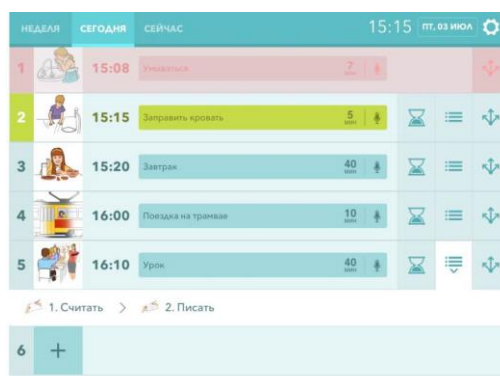 НЕДЕЛЯ СЕГОДНЯ СЕЙЧАС 15:15 ПТ, 03 ИЮЛ
1 15:08 Умываться 7 мин
2 15:15 Заправить кровать 5 мин
3 15:20 Завтрак 40 мин
4 16:00 Поездка на трамвае 10 мин
5 16:10 Урок 40 мин
1. Считать > 2. Писать
6 +